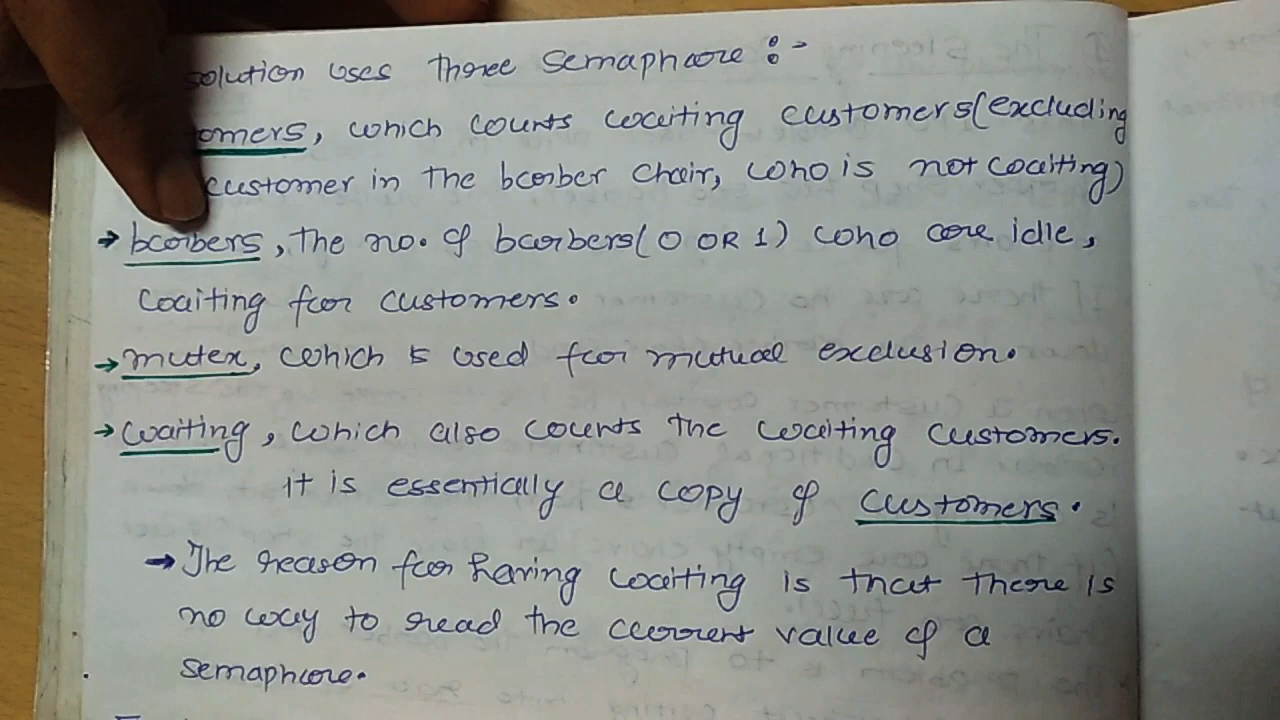 solution uses three semaphore :-
omers, which counts waiting customers(excluding
customer in the barber chair, who is not waiting)
→ barbers, the no. of barbers(0 OR 1) who are idle,
waiting for customers.
→ mutex, which is used for mutual exclusion.
→ waiting, which also counts the waiting customers.
it is essentially a copy of customers.
→ The reason for having waiting is that there is
no way to read the current value of a
semaphore.